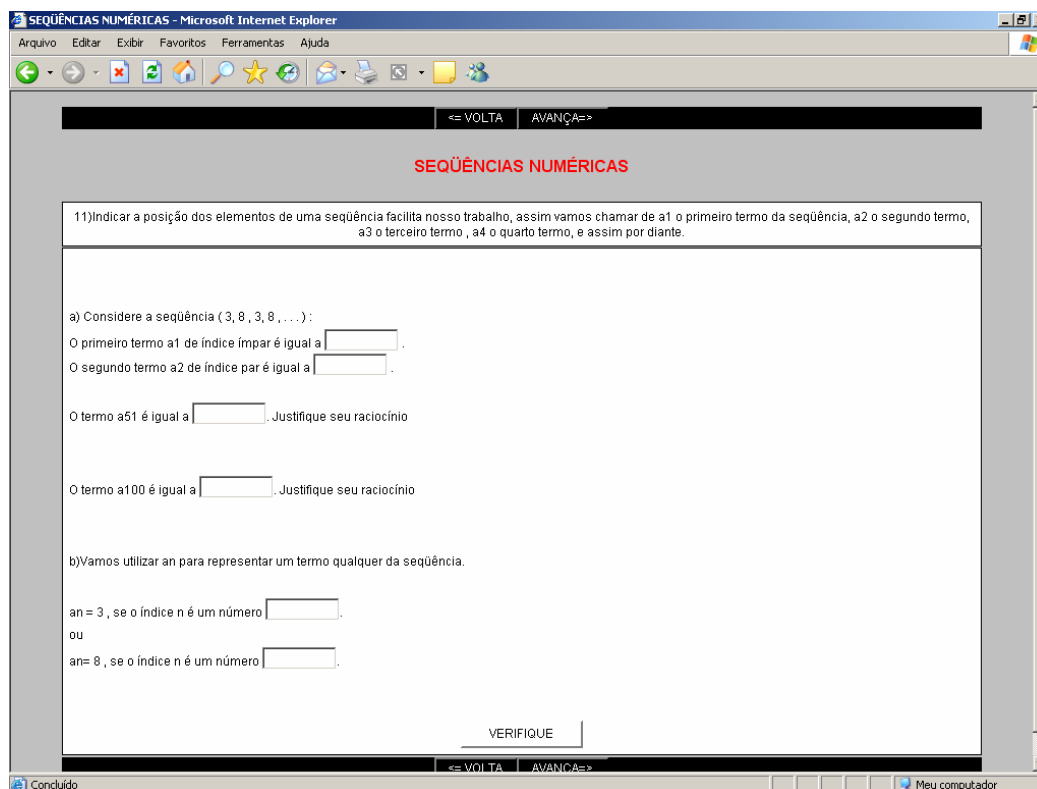 SEQÜÊNCIAS NUMÉRICAS - Microsoft Internet Explorer
Arquivo Editar Exibir Favoritos Ferramentas Ajuda
<= VOLTA AVANÇA=>
SEQÜÊNCIAS NUMÉRICAS
11)Indicar a posição dos elementos de uma seqüência facilita nosso trabalho, assim vamos chamar de a1 o primeiro termo da seqüência, a2 o segundo termo,
a3 o terceiro termo , a4 o quarto termo, e assim por diante.
a) Considere a seqüência ( 3, 8 , 3, 8 , . . . ) :
O primeiro termo a1 de índice ímpar é igual a .
O segundo termo a2 de índice par é igual a .
O termo a51 é igual a . Justifique seu raciocínio
O termo a100 é igual a . Justifique seu raciocínio
b)Vamos utilizar an para representar um termo qualquer da seqüência.
an = 3 , se o índice n é um número .
ou
an= 8 , se o índice n é um número .
VERIFIQUE
<= VOLTA AVANÇA=>
Concluído Meu computador